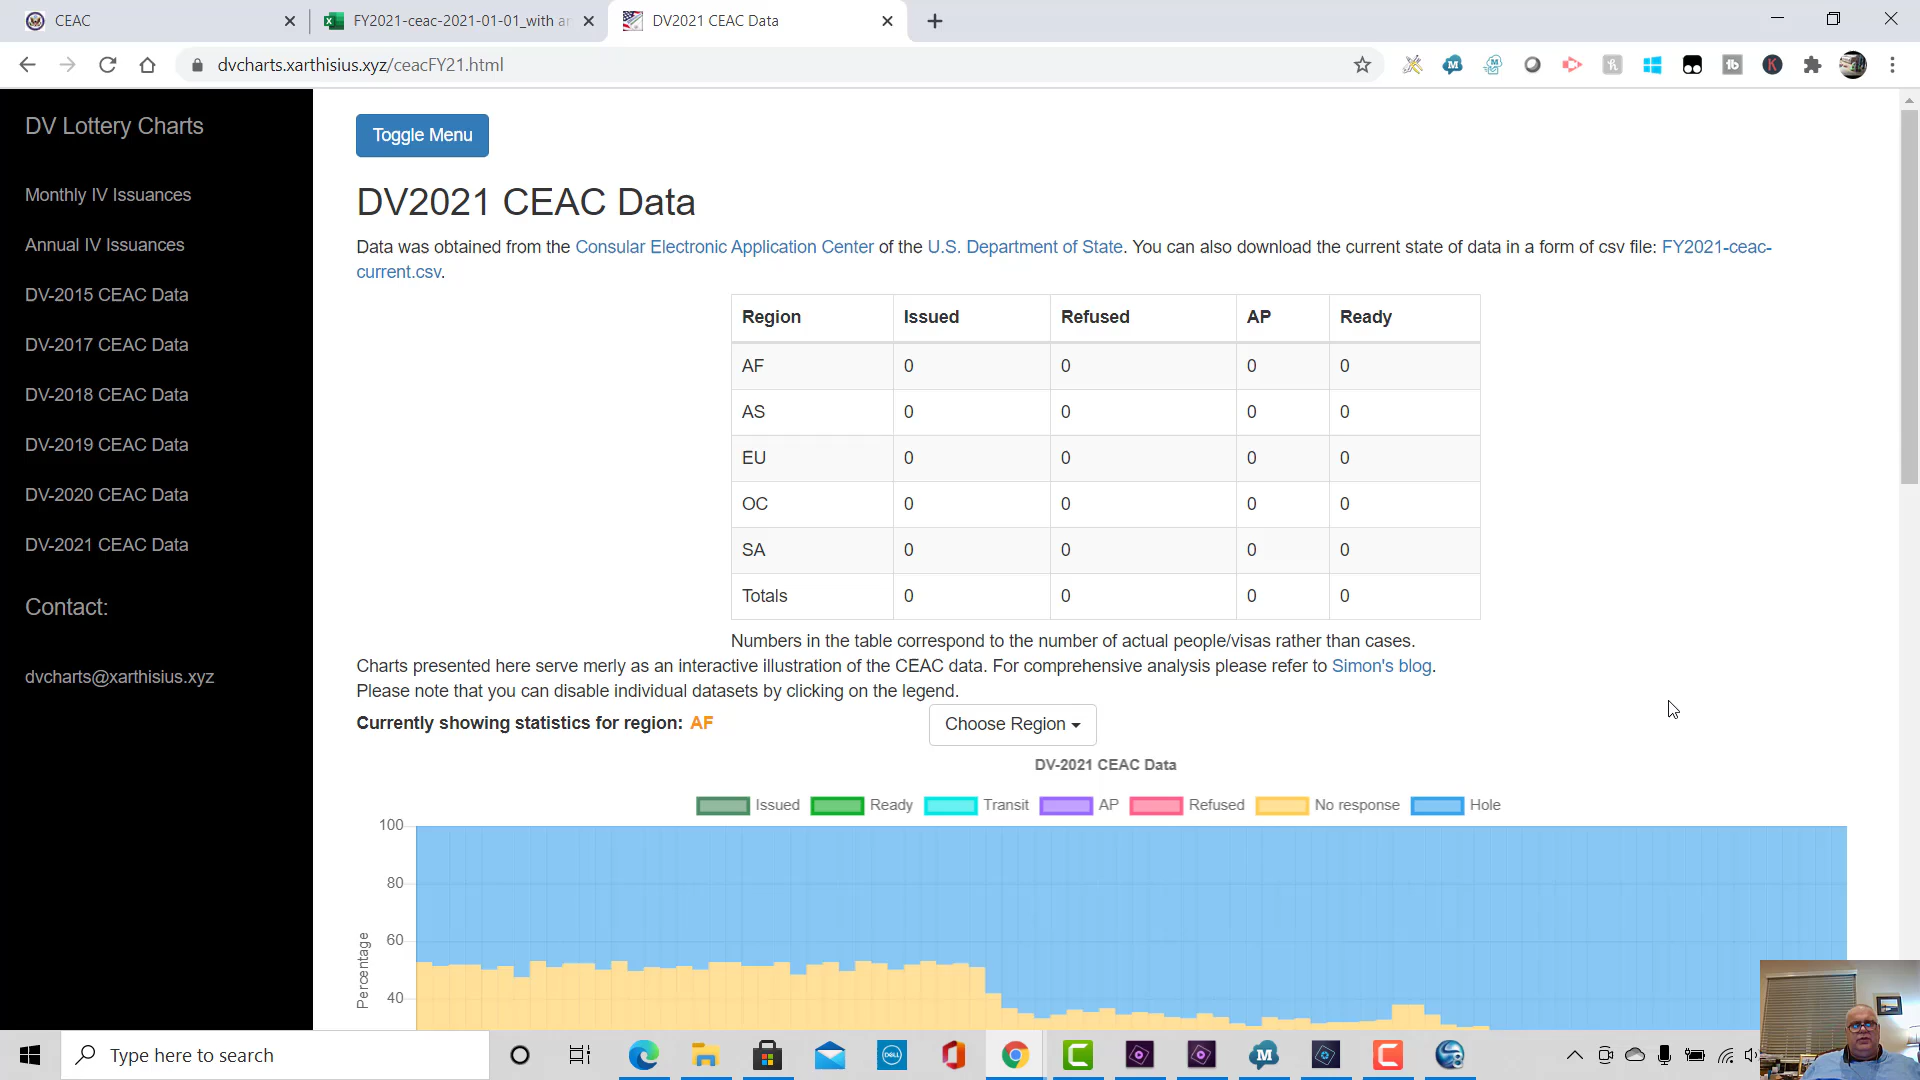 CEAC
FY2021-ceac-2021-01-01_with an
DV2021 CEAC Data
dvcharts.xarthisius.xyz/ceacFY21.html
DV Lottery Charts
Monthly IV Issuances
Annual IV Issuances
DV-2015 CEAC Data
DV-2017 CEAC Data
DV-2018 CEAC Data
DV-2019 CEAC Data
DV-2020 CEAC Data
DV-2021 CEAC Data
Contact:
dvcharts@xarthisius.xyz
Toggle Menu
DV2021 CEAC Data
Data was obtained from the Consular Electronic Application Center of the U.S. Department of State. You can also download the current state of data in a form of csv file: FY2021-ceac-
current.csv.
Region Issued Refused AP Ready
AF 0 0 0 0
AS 0 0 0 0
EU 0 0 0 0
OC 0 0 0 0
SA 0 0 0 0
Totals 0 0 0 0
Numbers in the table correspond to the number of actual people/visas rather than cases.
Charts presented here serve merly as an interactive illustration of the CEAC data. For comprehensive analysis please refer to Simon's blog.
Please note that you can disable individual datasets by clicking on the legend.
Currently showing statistics for region: AF
Choose Region
DV-2021 CEAC Data
Issued Ready Transit AP Refused No response Hole
100
80
60
40
Percentage
Type here to search